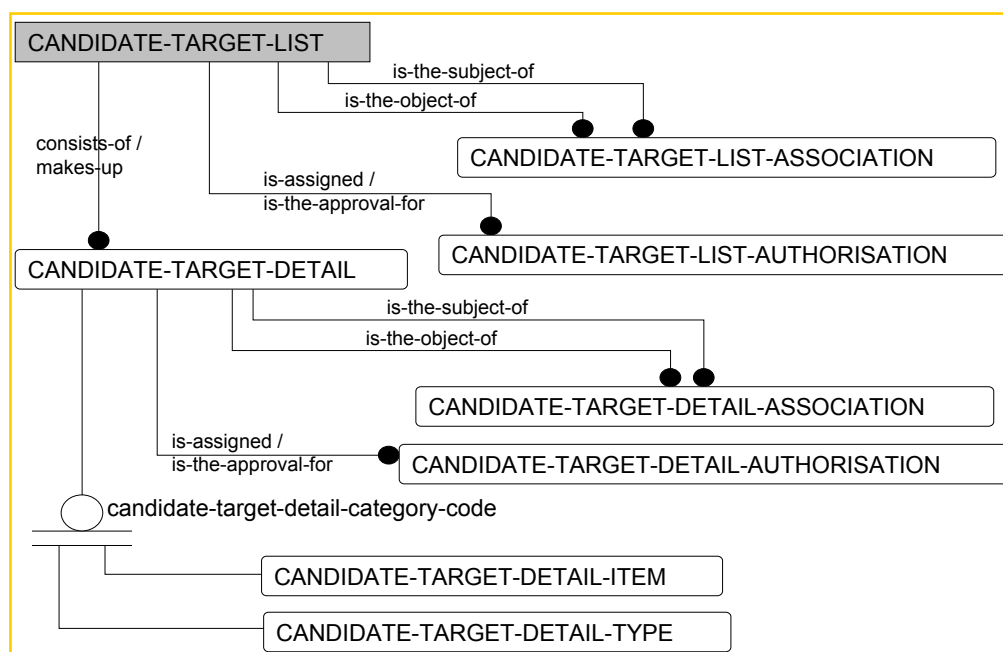 CANDIDATE-TARGET-LIST
is-the-subject-of
is-the-object-of
consists-of /
makes-up
CANDIDATE-TARGET-LIST-ASSOCIATION
is-assigned /
is-the-approval-for
CANDIDATE-TARGET-LIST-AUTHORISATION
CANDIDATE-TARGET-DETAIL
is-the-subject-of
is-the-object-of
CANDIDATE-TARGET-DETAIL-ASSOCIATION
is-assigned /
is-the-approval-for
CANDIDATE-TARGET-DETAIL-AUTHORISATION
candidate-target-detail-category-code
CANDIDATE-TARGET-DETAIL-ITEM
CANDIDATE-TARGET-DETAIL-TYPE